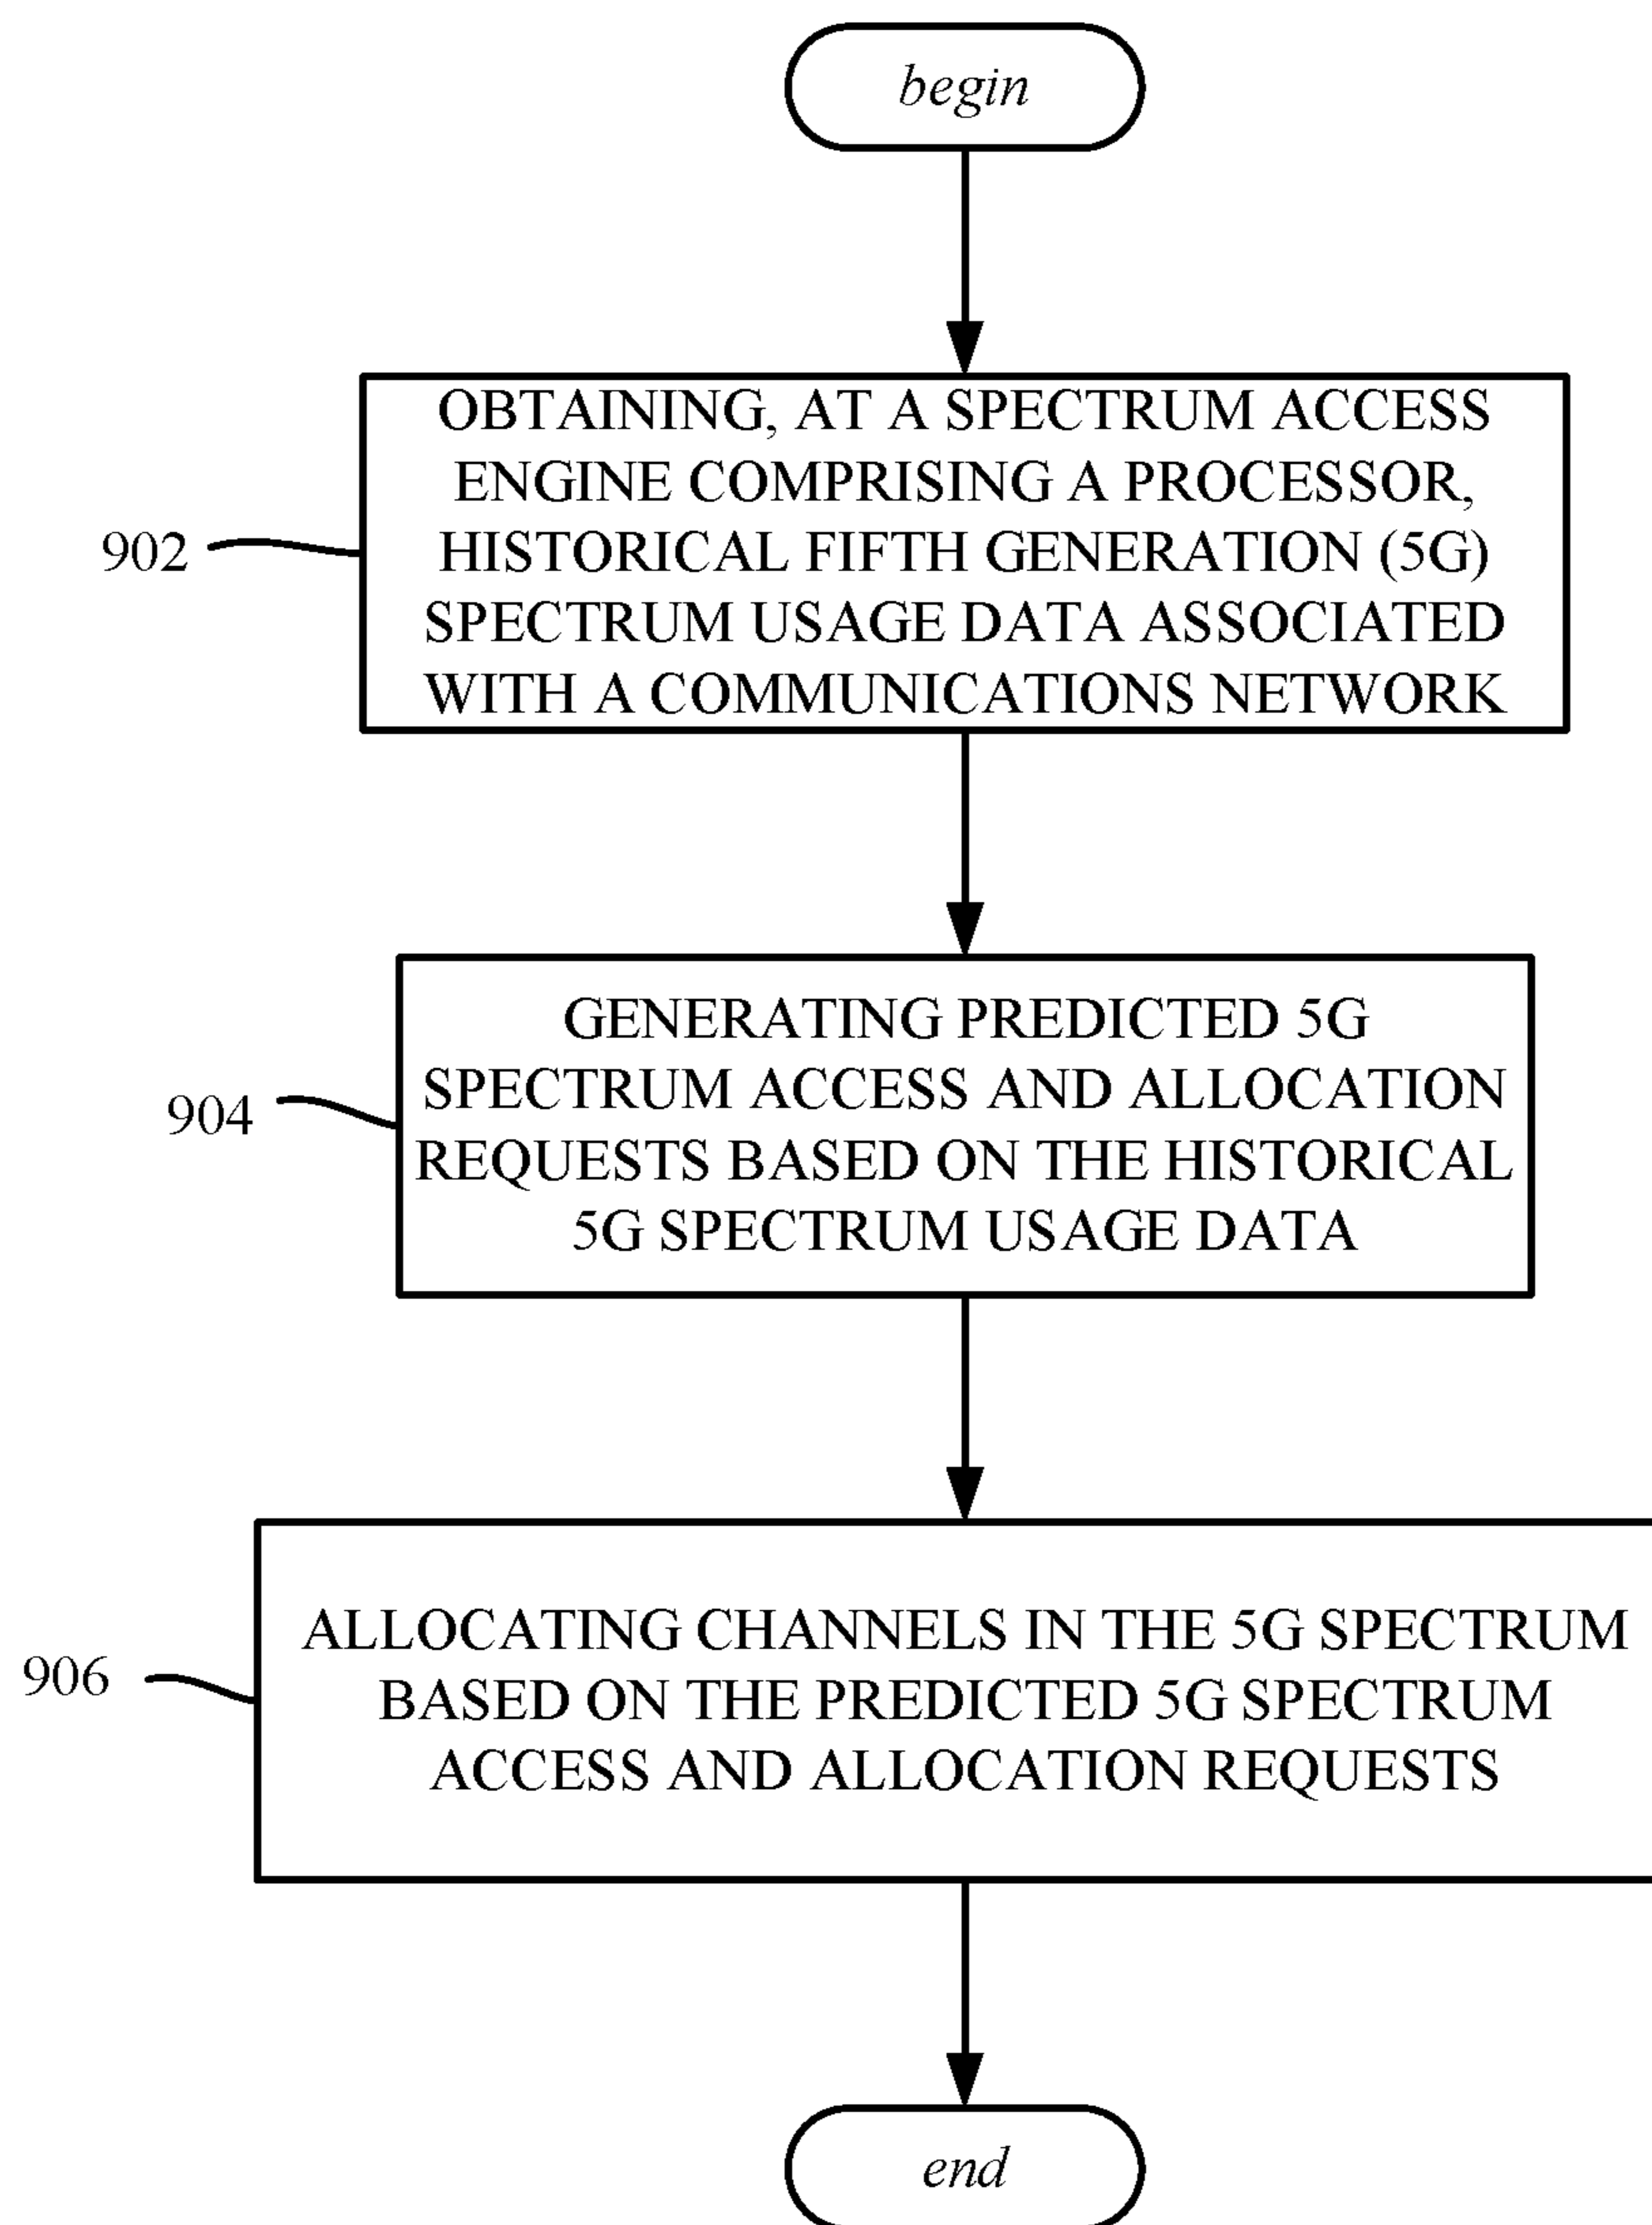 begin
OBTAINING, AT A SPECTRUM ACCESS
ENGINE COMPRISING A PROCESSOR,
HISTORICAL FIFTH GENERATION (5G)
SPECTRUM USAGE DATA ASSOCIATED
WITH A COMMUNICATIONS NETWORK
902
GENERATING PREDICTED 5G
SPECTRUM ACCESS AND ALLOCATION
REQUESTS BASED ON THE HISTORICAL
5G SPECTRUM USAGE DATA
904
ALLOCATING CHANNELS IN THE 5G SPECTRUM
BASED ON THE PREDICTED 5G SPECTRUM
ACCESS AND ALLOCATION REQUESTS
906
end